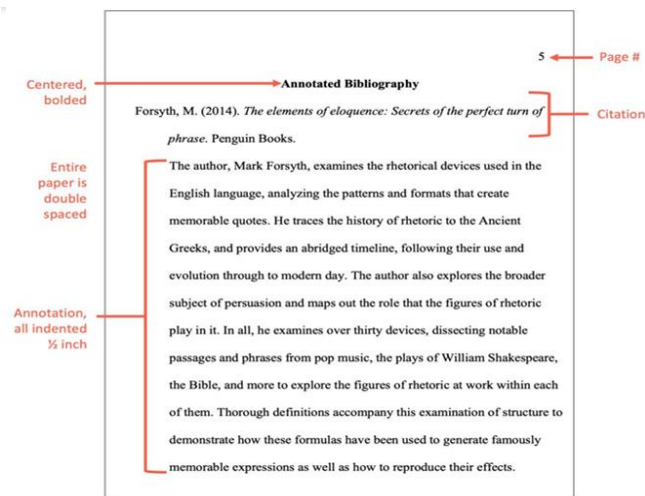 5
Page #
Centered,
bolded
Annotated Bibliography
Forsyth, M. (2014). The elements of eloquence: Secrets of the perfect turn of
phrase. Penguin Books.
Citation
Entire
paper is
double
spaced
The author, Mark Forsyth, examines the rhetorical devices used in the
English language, analyzing the patterns and formats that create
memorable quotes. He traces the history of rhetoric to the Ancient
Greeks, and provides an abridged timeline, following their use and
evolution through to modern day. The author also explores the broader
subject of persuasion and maps out the role that the figures of rhetoric
play in it. In all, he examines over thirty devices, dissecting notable
passages and phrases from pop music, the plays of William Shakespeare,
the Bible, and more to explore the figures of rhetoric at work within each
of them. Thorough definitions accompany this examination of structure to
demonstrate how these formulas have been used to generate famously
memorable expressions as well as how to reproduce their effects.
Annotation,
all indented
½ inch